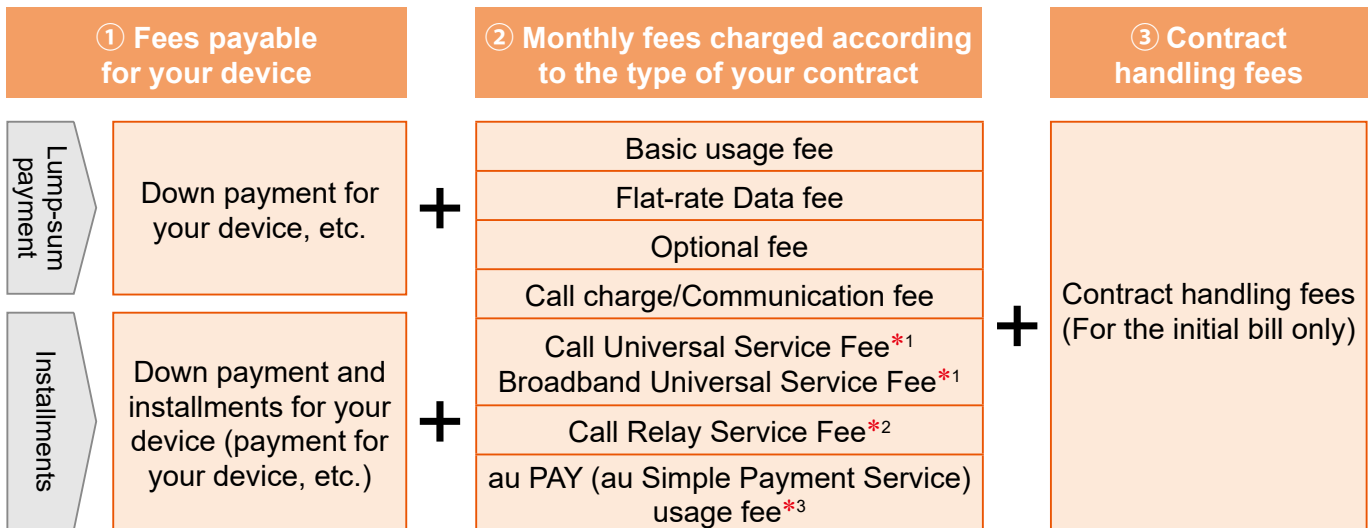 ① Fees payable
for your device
② Monthly fees charged according
to the type of your contract
③ Contract
handling fees
Lump-sum
payment
Down payment for
your device, etc.
+
Basic usage fee
Flat-rate Data fee
Optional fee
Call charge/Communication fee
Call Universal Service Fee*1
Broadband Universal Service Fee*1
Call Relay Service Fee*2
au PAY (au Simple Payment Service)
usage fee*3
+
Contract handling fees
(For the initial bill only)
Installments
Down payment and
installments for your
device (payment for
your device, etc.)
+